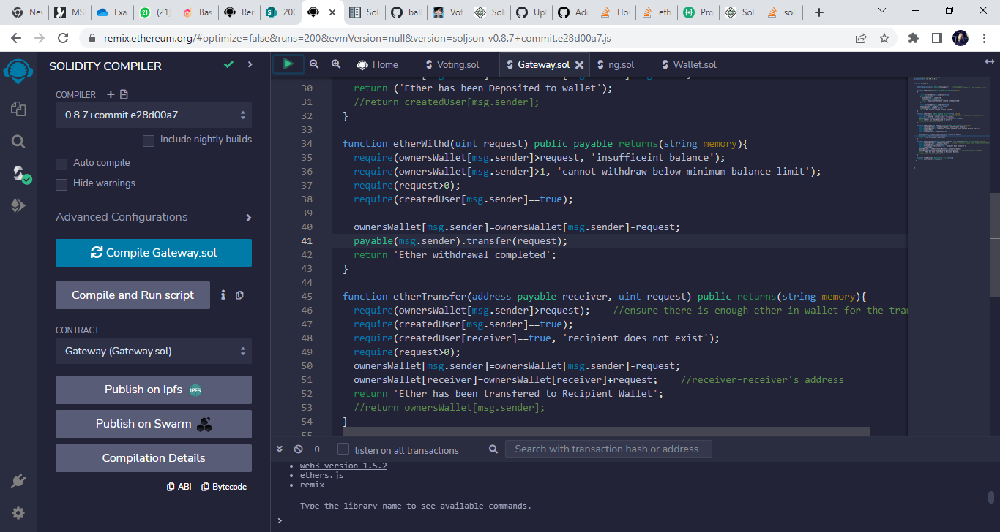 Nev
MS
Exa
(21)
Bas
Rer
200
Sol
bal
Vot
Sol
Upl
Add
Hov
eth
Pro
Sol
soli
remix.ethereum.org/#optimize=false&runs=200&evmVersion=null&version=soljson-v0.8.7+commit.e28d00a7.js
SOLIDITY COMPILER
COMPILER
0.8.7+commit.e28d00a7
Include nightly builds
Auto compile
Hide warnings
Advanced Configurations
Compile Gateway.sol
Compile and Run script
CONTRACT
Gateway (Gateway.sol)
Publish on Ipfs IPFS
Publish on Swarm
Compilation Details
ABI Bytecode
Home Voting.sol Gateway.sol ng.sol Wallet.sol
30 return ('Ether has been Deposited to wallet');
31 //return createdUser[msg.sender];
32 }
33
34 function etherWithd(uint request) public payable returns(string memory){
35 require(ownersWallet[msg.sender]>request, 'insufficeint balance');
36 require(ownersWallet[msg.sender]>1, 'cannot withdraw below minimum balance limit');
37 require(request>0);
38 require(createdUser[msg.sender]==true);
39
40 ownersWallet[msg.sender]=ownersWallet[msg.sender]-request;
41 payable(msg.sender).transfer(request);
42 return 'Ether withdrawal completed';
43 }
44
45 function etherTransfer(address payable receiver, uint request) public returns(string memory){
46 require(ownersWallet[msg.sender]>request); //ensure there is enough ether in wallet for the tran
47 require(createdUser[msg.sender]==true);
48 require(createdUser[receiver]==true, 'recipient does not exist');
49 require(request>0);
50 ownersWallet[msg.sender]=ownersWallet[msg.sender]-request;
51 ownersWallet[receiver]=ownersWallet[receiver]+request; //receiver=receiver's address
52 return 'Ether has been transfered to Recipient Wallet';
53 //return ownersWallet[msg.sender];
54 }
55
0 listen on all transactions Search with transaction hash or address
• web3 version 1.5.2
• ethers.js
• remix
Type the library name to see available commands.
>